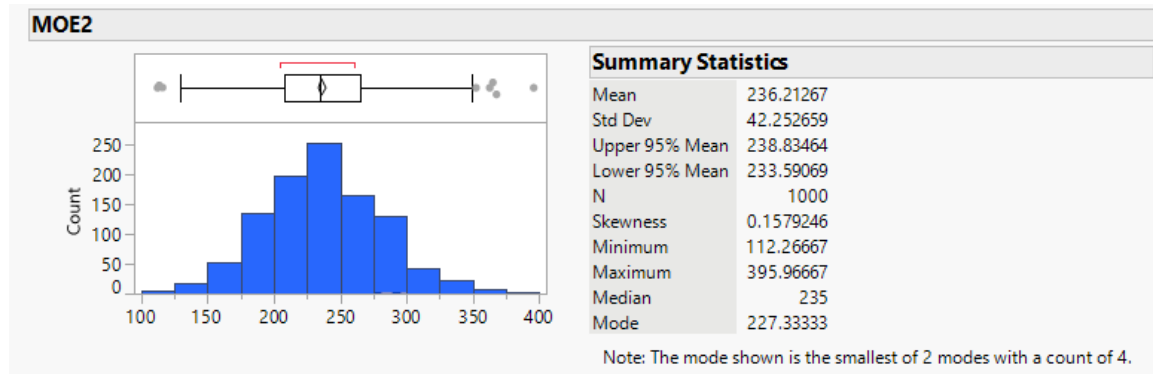 MOE2
250
200
150
100
50
0
Count
100 150 200 250 300 350 400
Summary Statistics
Mean 236.21267
Std Dev 42.252659
Upper 95% Mean 238.83464
Lower 95% Mean 233.59069
N 1000
Skewness 0.1579246
Minimum 112.26667
Maximum 395.96667
Median 235
Mode 227.33333
Note: The mode shown is the smallest of 2 modes with a count of 4.